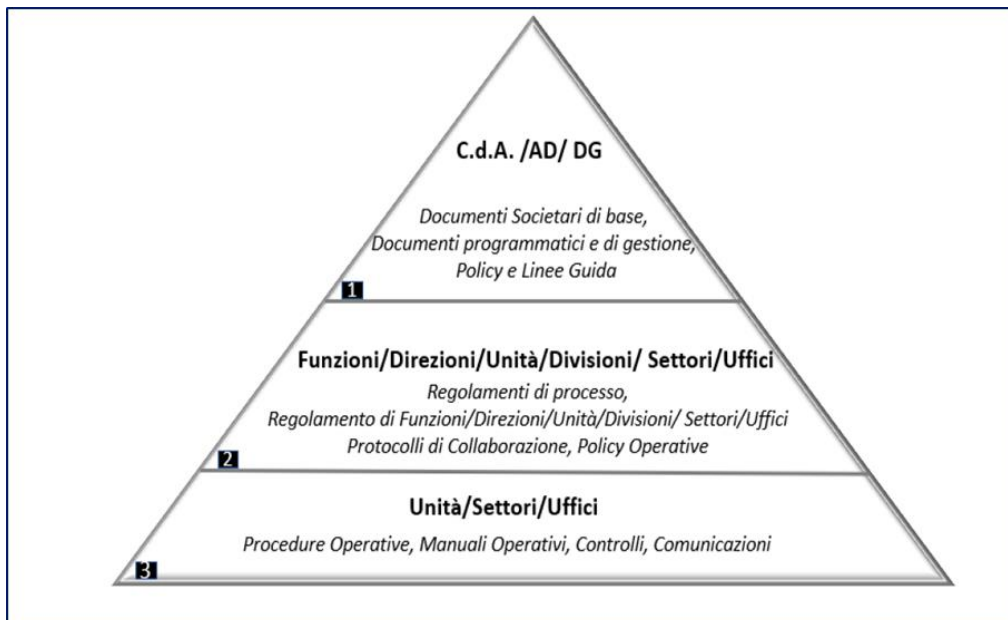 C.d.A. /AD/ DG
Documenti Societari di base,
Documenti programmatici e di gestione,
Policy e Linee Guida
1
Funzioni/Direzioni/Unità/Divisioni/ Settori/Uffici
Regolamenti di processo,
Regolamento di Funzioni/Direzioni/Unità/Divisioni/ Settori/Uffici
Protocolli di Collaborazione, Policy Operative
2
Unità/Settori/Uffici
Procedure Operative, Manuali Operativi, Controlli, Comunicazioni
3